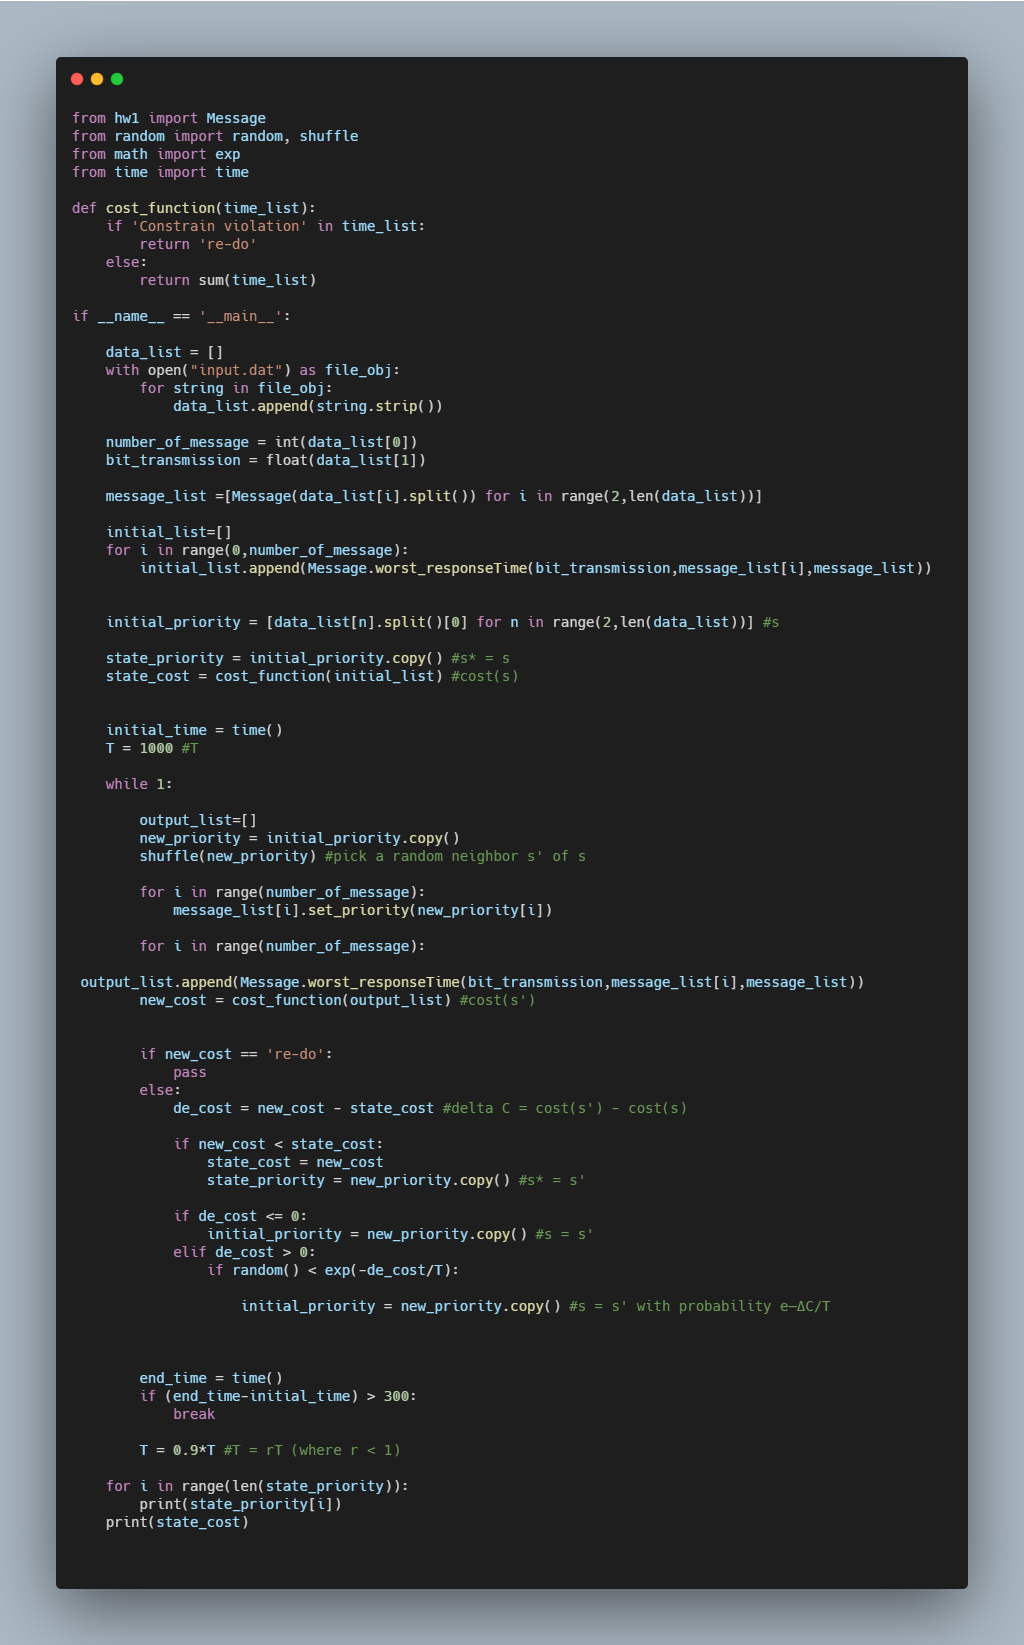 from hw1 import Message
from random import random, shuffle
from math import exp
from time import time

def cost_function(time_list):
    if 'Constrain violation' in time_list:
        return 're-do'
    else:
        return sum(time_list)

if __name__ == '__main__':

    data_list = []
    with open("input.dat") as file_obj:
        for string in file_obj:
            data_list.append(string.strip())

    number_of_message = int(data_list[0])
    bit_transmission = float(data_list[1])

    message_list =[Message(data_list[i].split()) for i in range(2,len(data_list))]

    initial_list=[]
    for i in range(0,number_of_message):
        initial_list.append(Message.worst_responseTime(bit_transmission,message_list[i],message_list))


    initial_priority = [data_list[n].split()[0] for n in range(2,len(data_list))] #s

    state_priority = initial_priority.copy() #s* = s
    state_cost = cost_function(initial_list) #cost(s)


    initial_time = time()
    T = 1000 #T

    while 1:

        output_list=[]
        new_priority = initial_priority.copy()
        shuffle(new_priority) #pick a random neighbor s' of s

        for i in range(number_of_message):
            message_list[i].set_priority(new_priority[i])

        for i in range(number_of_message):

 output_list.append(Message.worst_responseTime(bit_transmission,message_list[i],message_list))
        new_cost = cost_function(output_list) #cost(s')


        if new_cost == 're-do':
            pass
        else:
            de_cost = new_cost - state_cost #delta C = cost(s') - cost(s)

            if new_cost < state_cost:
                state_cost = new_cost
                state_priority = new_priority.copy() #s* = s'

            if de_cost <= 0:
                initial_priority = new_priority.copy() #s = s'
            elif de_cost > 0:
                if random() < exp(-de_cost/T):

                    initial_priority = new_priority.copy() #s = s' with probability e−ΔC/T



        end_time = time()
        if (end_time-initial_time) > 300:
            break

        T = 0.9*T #T = rT (where r < 1)

    for i in range(len(state_priority)):
        print(state_priority[i])
    print(state_cost)